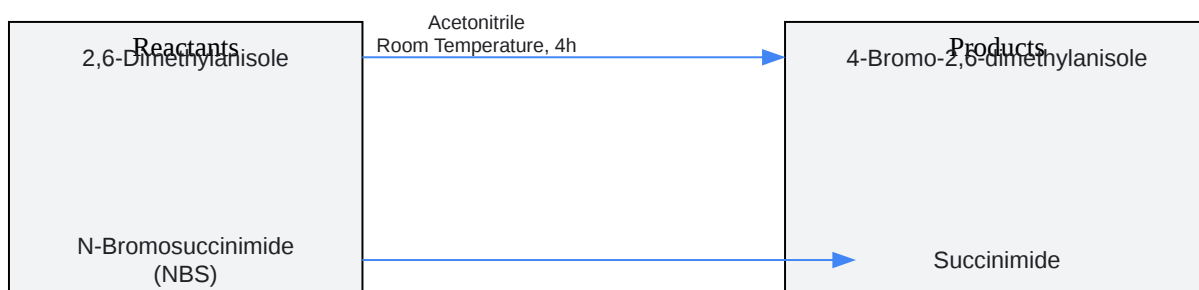 Acetonitrile
Room Temperature, 4h
Reactants
2,6-Dimethylanisole
Products
4-Bromo-2,6-dimethylanisole
N-Bromosuccinimide
(NBS)
Succinimide